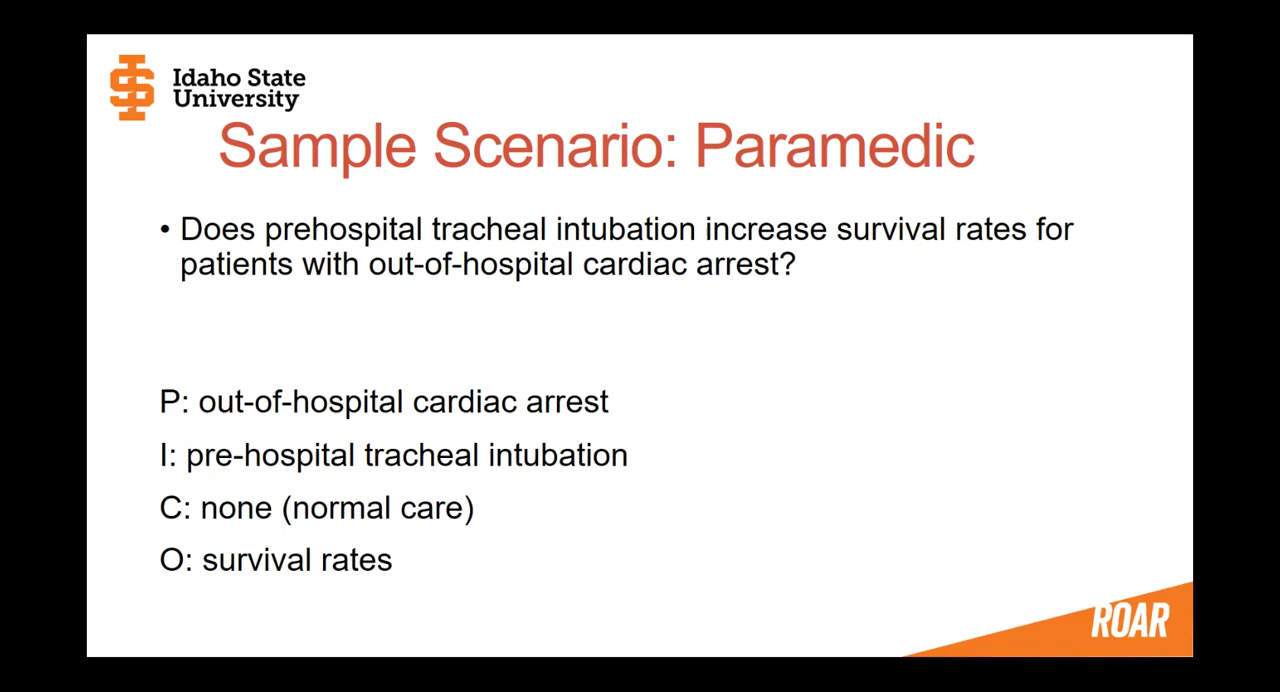 Idaho State
University
Sample Scenario: Paramedic
• Does prehospital tracheal intubation increase survival rates for
patients with out-of-hospital cardiac arrest?
P: out-of-hospital cardiac arrest
I: pre-hospital tracheal intubation
C: none (normal care)
O: survival rates
ROAR